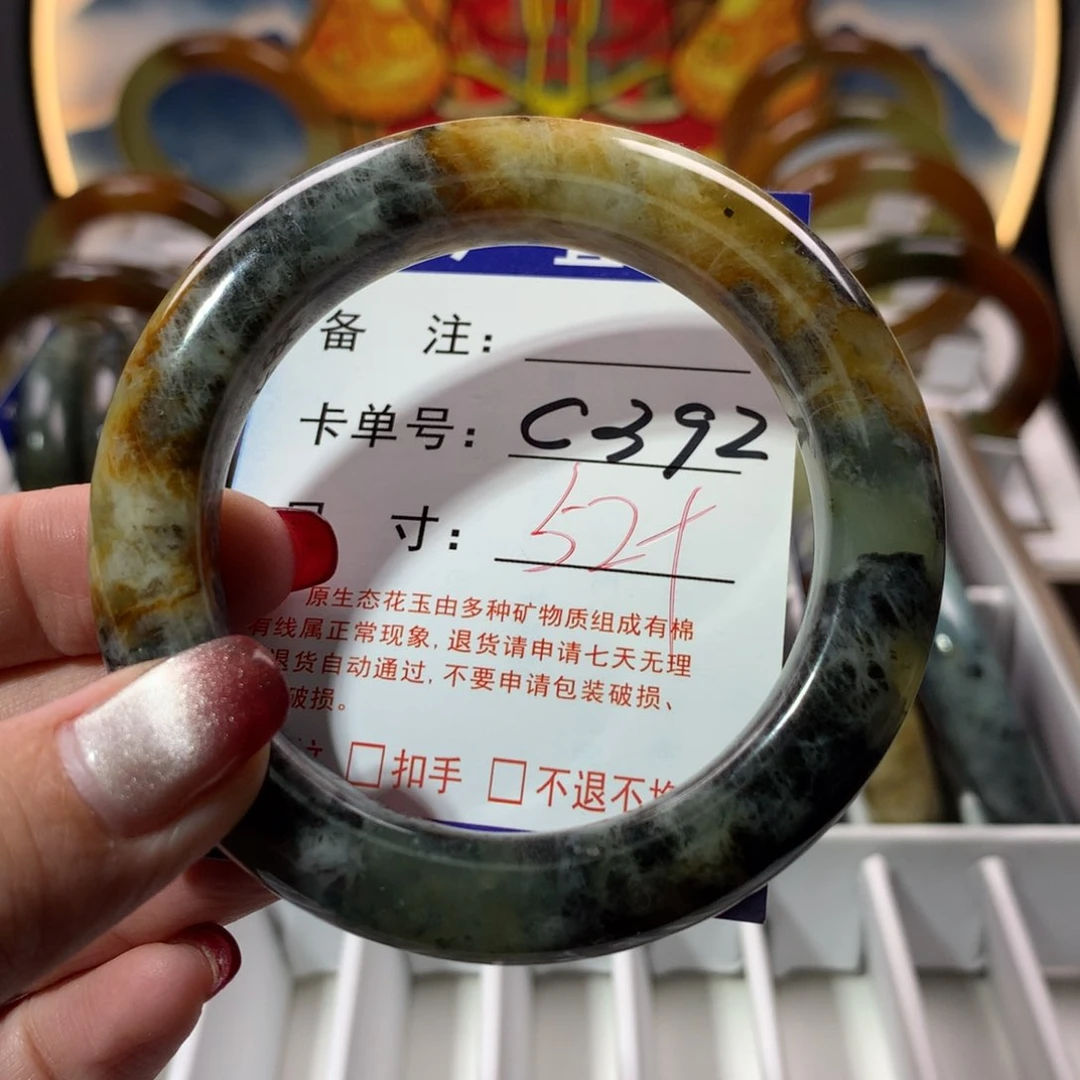 备 注：
卡单号：C392
寸：52
原生态花玉由多种矿物质组成有棉
有线属正常现象，退货请申请七天无理
退货自动通过，不要申请包装破损、
破损。
□扣手 □不退不